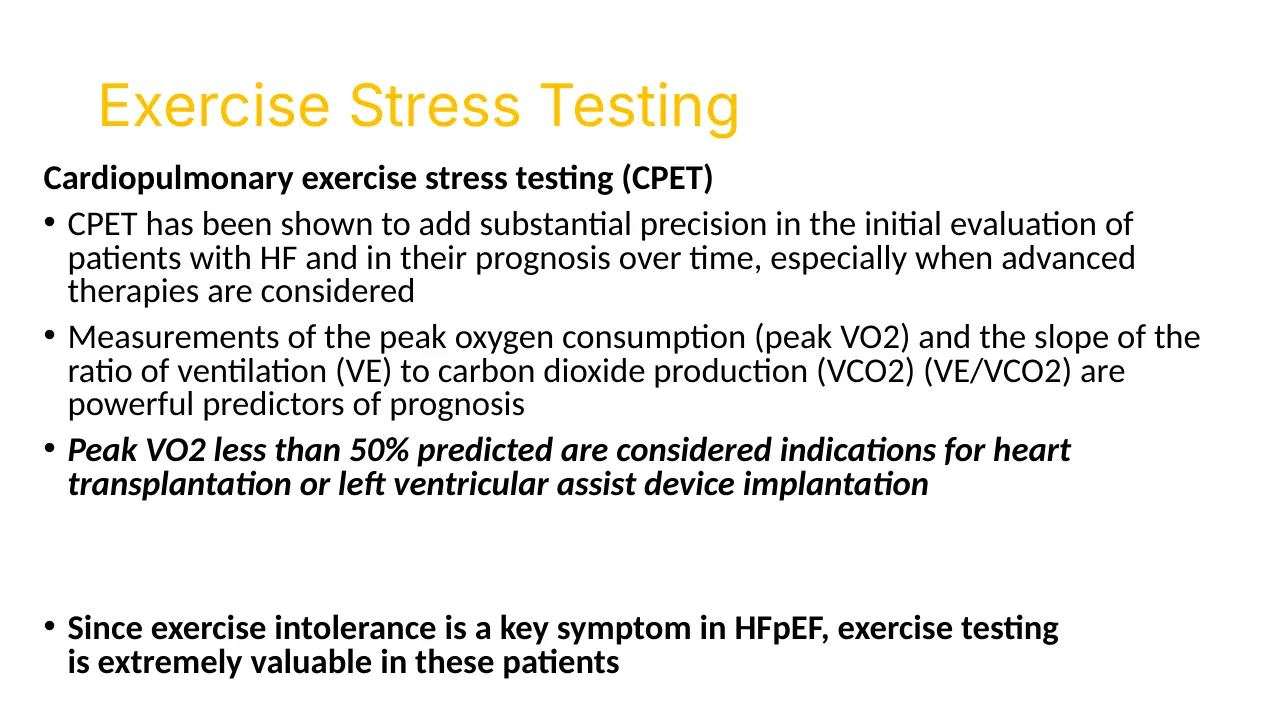 Exercise Stress Testing
Cardiopulmonary exercise stress testing (CPET)
• CPET has been shown to add substantial precision in the initial evaluation of
patients with HF and in their prognosis over time, especially when advanced
therapies are considered
• Measurements of the peak oxygen consumption (peak VO2) and the slope of the
ratio of ventilation (VE) to carbon dioxide production (VCO2) (VE/VCO2) are
powerful predictors of prognosis
• Peak VO2 less than 50% predicted are considered indications for heart
transplantation or left ventricular assist device implantation
• Since exercise intolerance is a key symptom in HFpEF, exercise testing
is extremely valuable in these patients